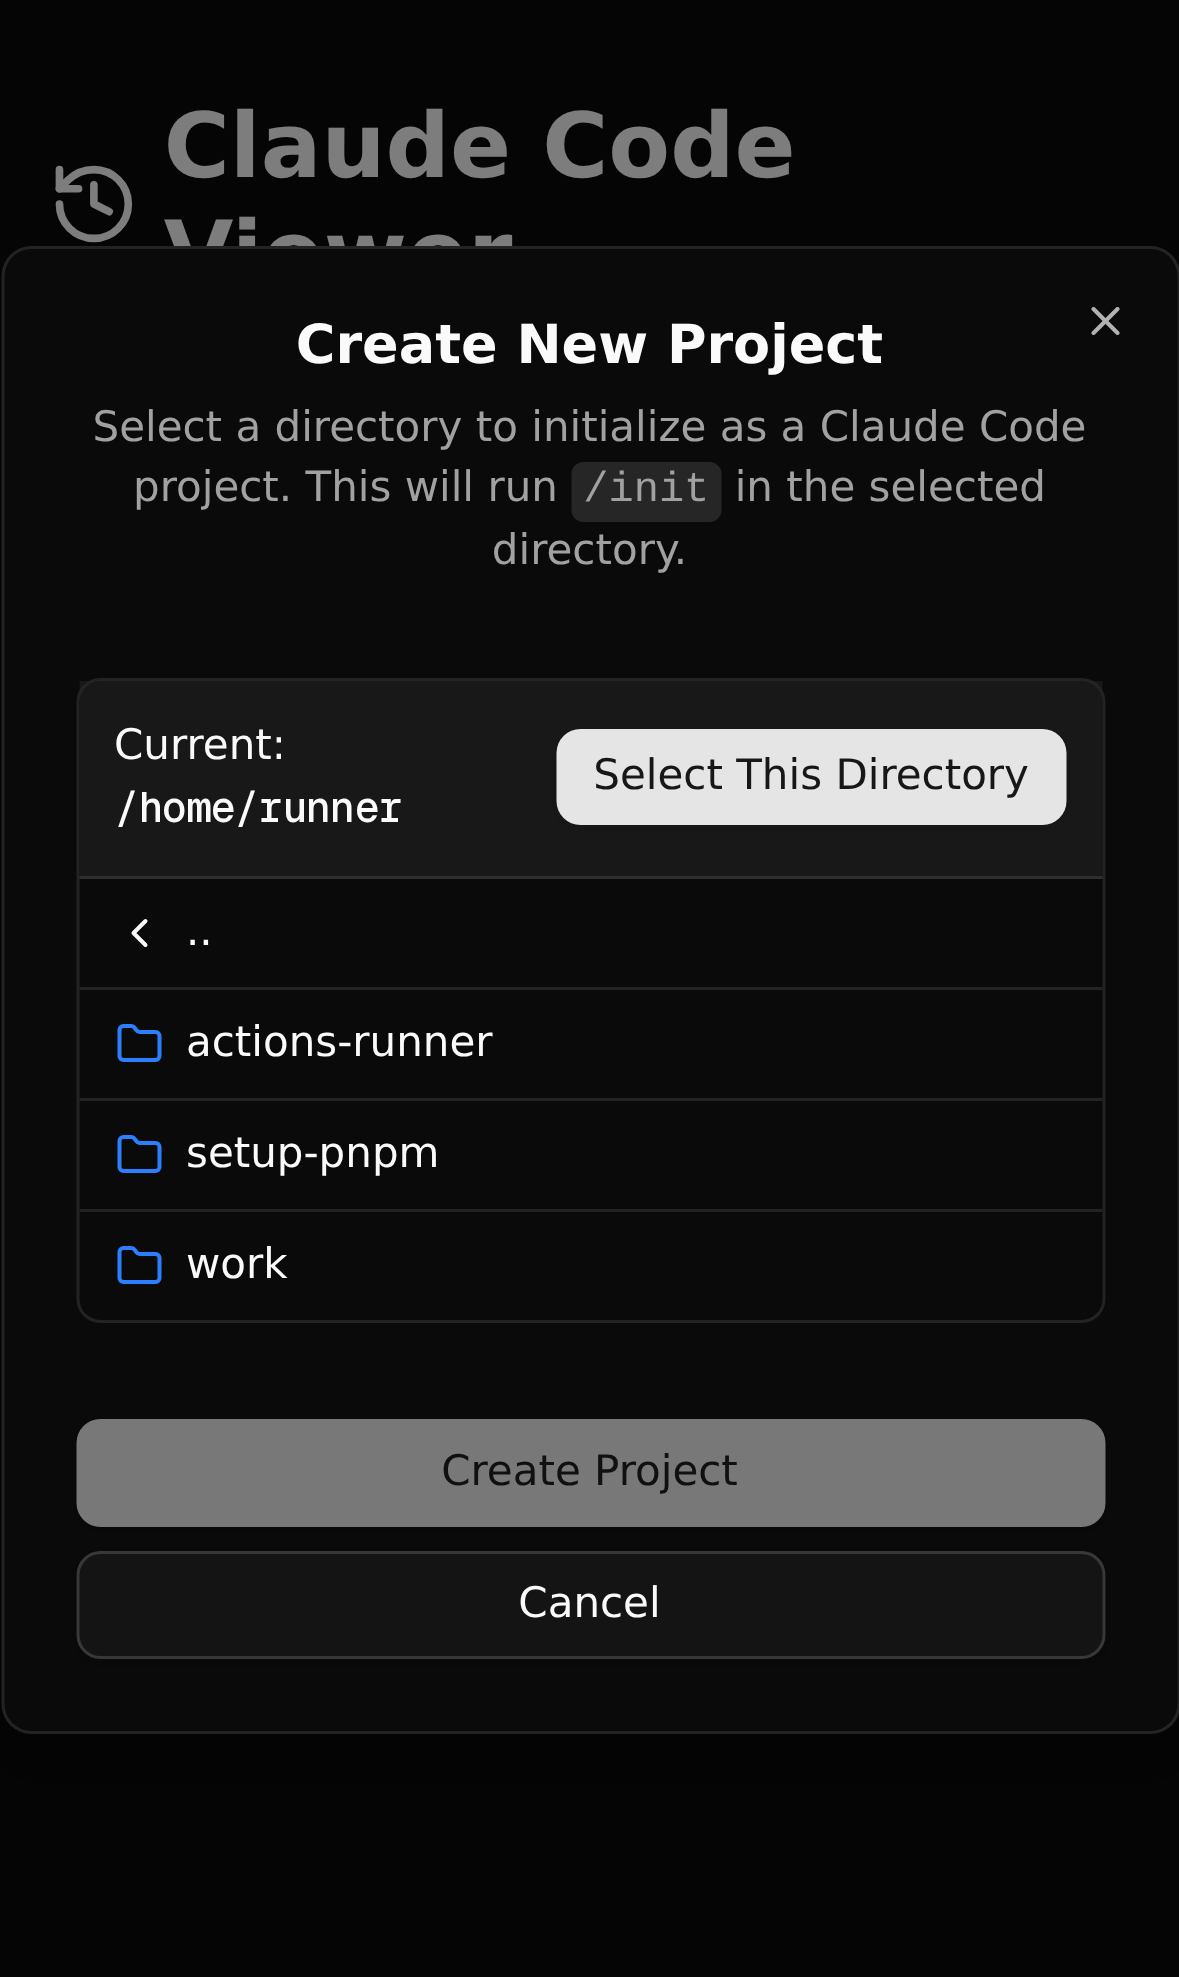 Claude Code
Viewer
Create New Project
Select a directory to initialize as a Claude Code
project. This will run /init in the selected
directory.
Current:
/home/runner
Select This Directory
..
actions-runner
setup-pnpm
work
Create Project
Cancel